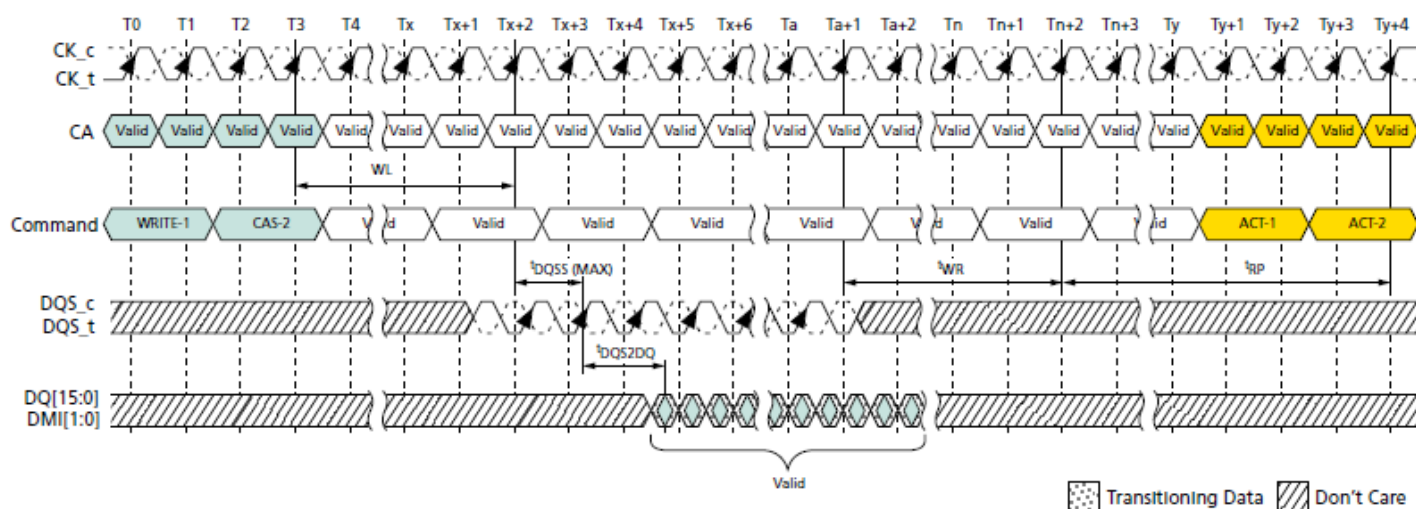 T0 T1 T2 T3 T4 Tx Tx+1 Tx+2 Tx+3 Tx+4 Tx+5 Tx+6 Ta Ta+1 Ta+2 Tn Tn+1 Tn+2 Tn+3 Ty Ty+1 Ty+2 Ty+3 Ty+4
CK_c
CK_t
CA Valid Valid Valid Valid Valid Valid Valid Valid Valid Valid Valid Valid Valid Valid Valid Valid Valid Valid Valid Valid Valid Valid Valid Valid
WL
Command WRITE-1 CAS-2 Valid Valid Valid Valid Valid Valid Valid Valid ACT-1 ACT-2
tDQSS (MAX) tWR tRP
DQS_c
DQS_t
tDQS2DQ
DQ[15:0]
DMI[1:0]
Valid
Transitioning Data Don't Care